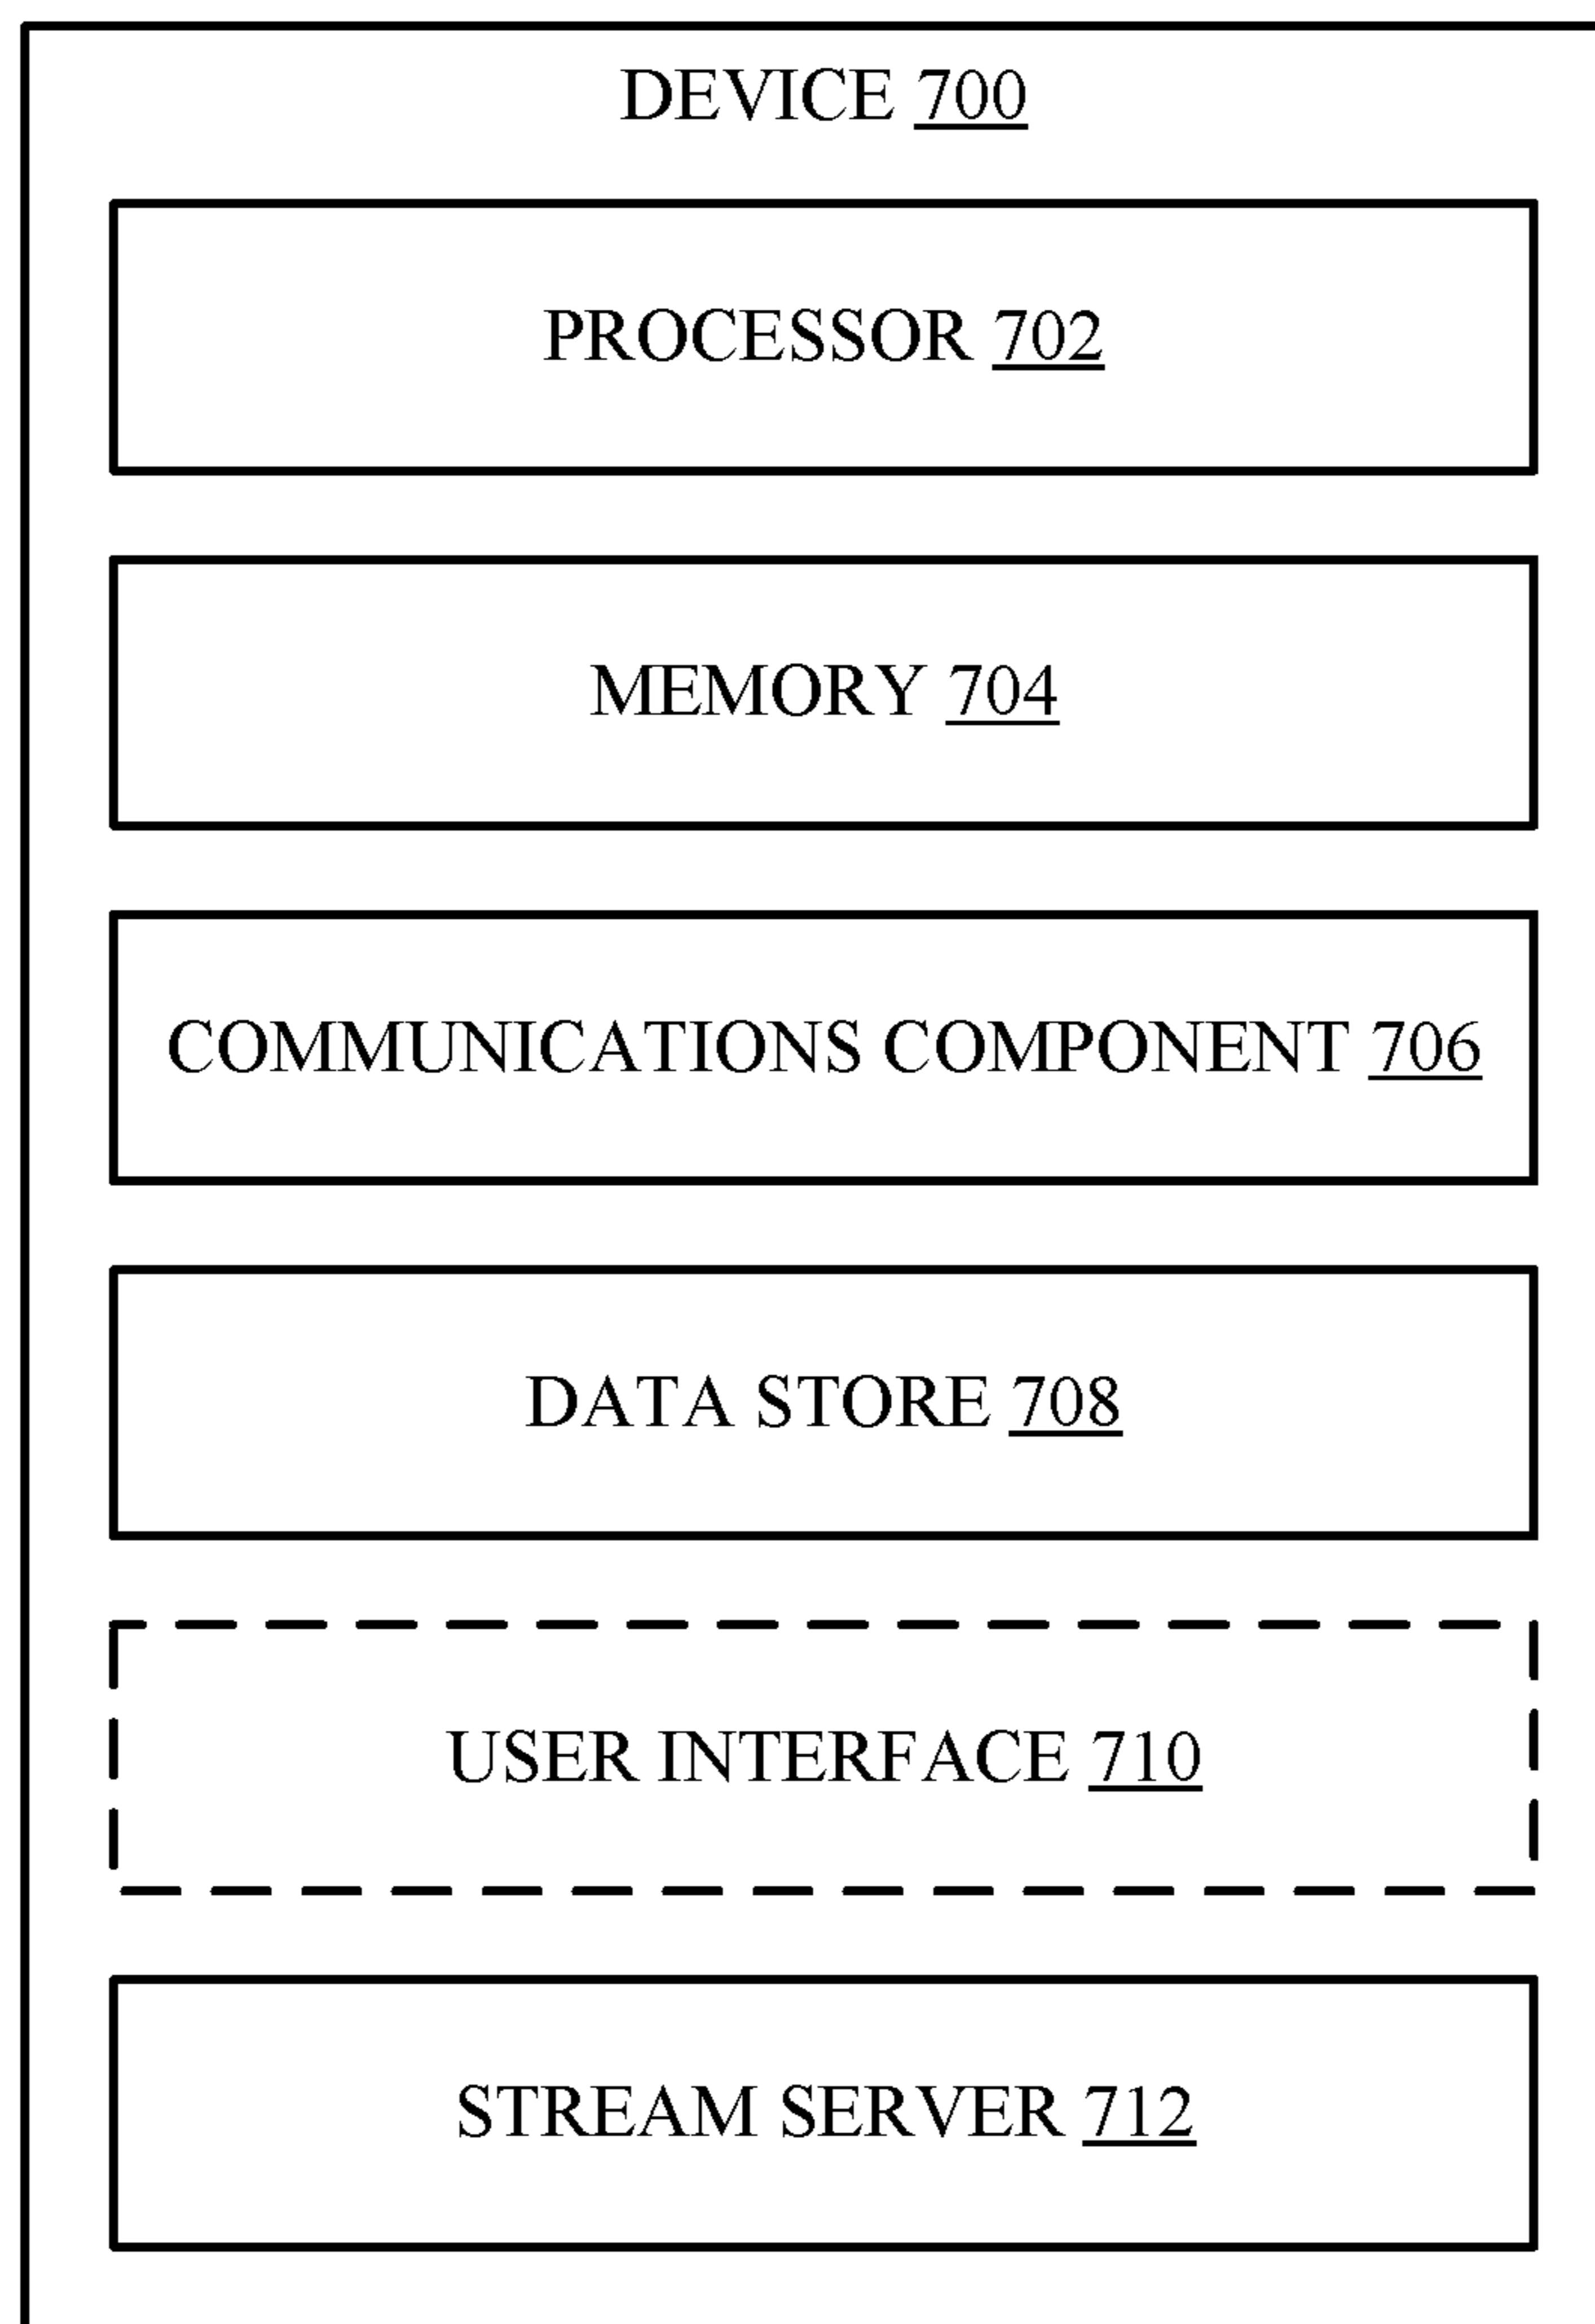 DEVICE 700
PROCESSOR 702
MEMORY 704
COMMUNICATIONS COMPONENT 706
DATA STORE 708
USER INTERFACE 710
STREAM SERVER 712